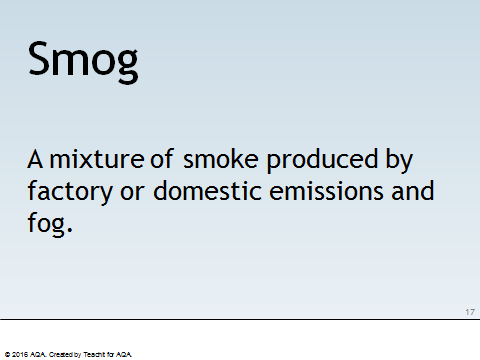 Smog
A mixture of smoke produced by
factory or domestic emissions and
fog.
17
© 2016 AQA. Created by Teachit for AQA.